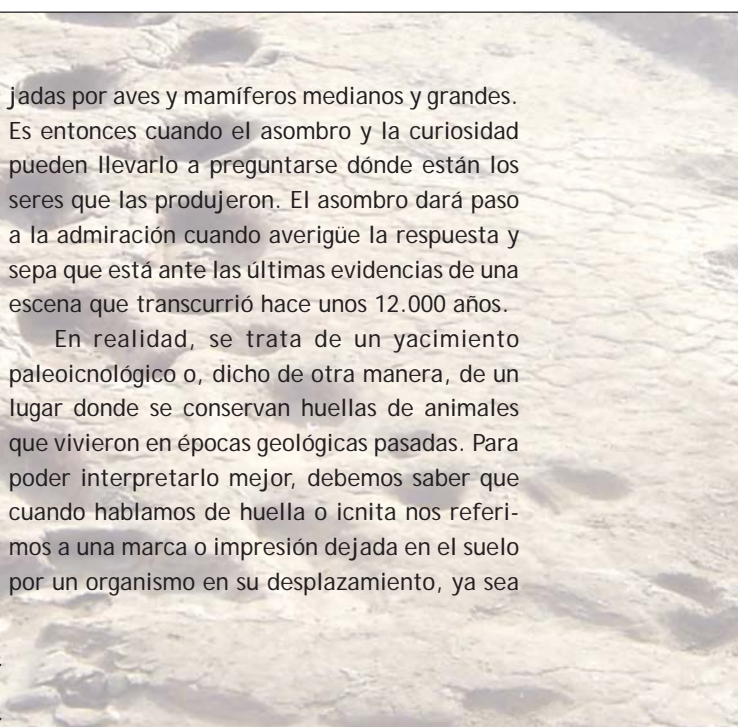 jadas por aves y mamíferos medianos y grandes.
Es entonces cuando el asombro y la curiosidad
pueden llevarlo a preguntarse dónde están los
seres que las produjeron. El asombro dará paso
a la admiración cuando averigüe la respuesta y
sepa que está ante las últimas evidencias de una
escena que transcurrió hace unos 12.000 años.
En realidad, se trata de un yacimiento
paleoicnológico o, dicho de otra manera, de un
lugar donde se conservan huellas de animales
que vivieron en épocas geológicas pasadas. Para
poder interpretarlo mejor, debemos saber que
cuando hablamos de huella o icnita nos referi-
mos a una marca o impresión dejada en el suelo
por un organismo en su desplazamiento, ya sea